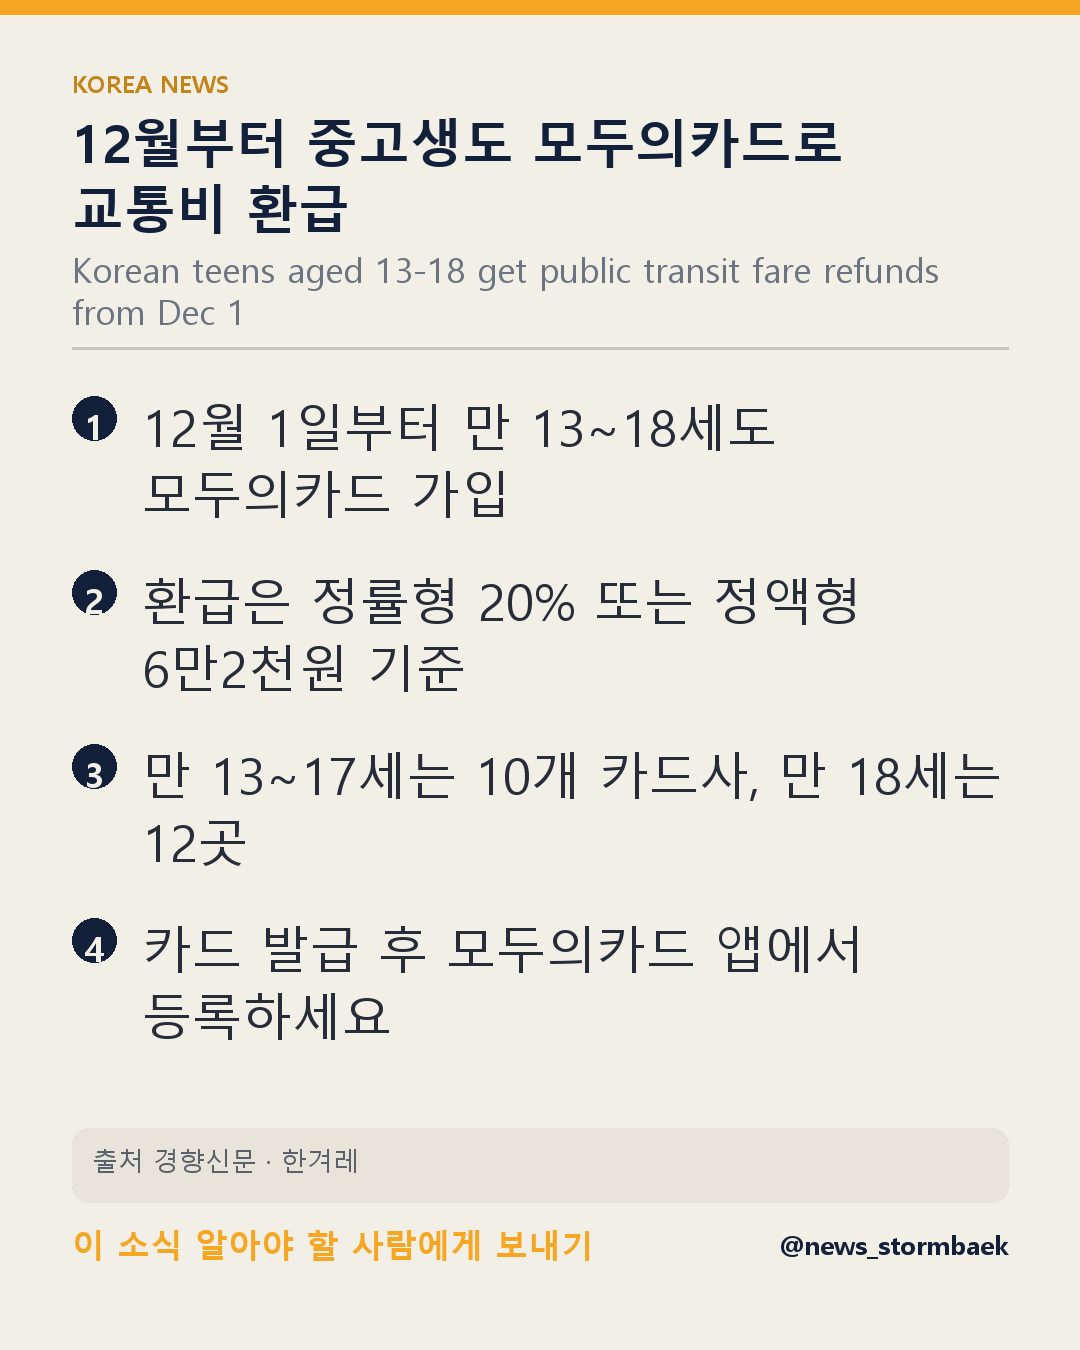 KOREA NEWS
12월부터 중고생도 모두의카드로
교통비 환급
Korean teens aged 13-18 get public transit fare refunds
from Dec 1
1 12월 1일부터 만 13~18세도
모두의카드 가입
2 환급은 정률형 20% 또는 정액형
6만2천원 기준
3 만 13~17세는 10개 카드사, 만 18세는
12곳
4 카드 발급 후 모두의카드 앱에서
등록하세요
출처 경향신문 · 한겨레
이 소식 알아야 할 사람에게 보내기
@news_stormbaek